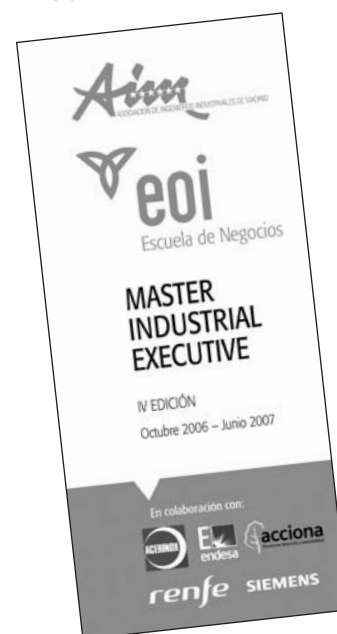 Aiim
ASOCIACIÓN DE INGENIEROS INDUSTRIALES DE MADRID
eoi
Escuela de Negocios
MASTER
INDUSTRIAL
EXECUTIVE
IV EDICIÓN
Octubre 2006 – Junio 2007
En colaboración con:
ACERINOX
endesa
acciona
renfe
SIEMENS